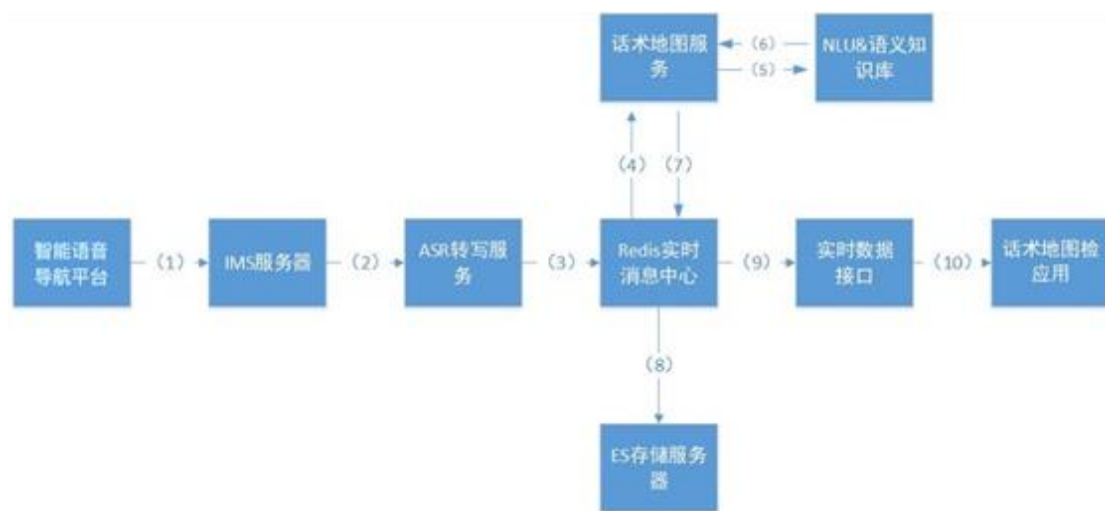 话术地图服
务
（6）
（5）
NLU&语义知
识库
（4）
（7）
智能语音
导航平台
（1）
IMS服务器
（2）
ASR转写服
务
（3）
Redis实时
消息中心
（9）
实时数据
接口
（10）
话术地图检
应用
（8）
ES存储服务
器